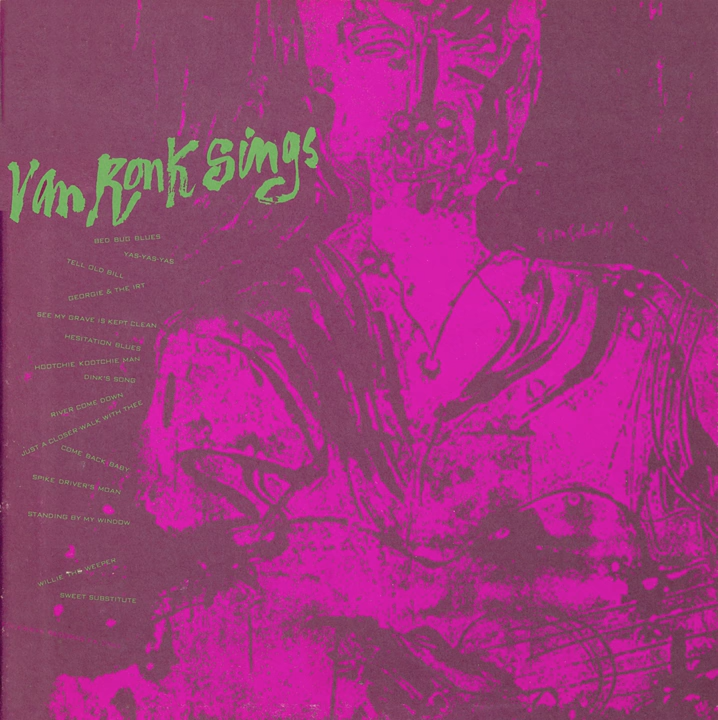 Van Ronk Sings
BED BUG BLUES
YAS-YAS-YAS
TELL OLD BILL
GEORGIE & THE IRT
SEE MY GRAVE IS KEPT CLEAN
HESITATION BLUES
HOOTCHIE KOOTCHIE MAN
DINK'S SONG
RIVER COME DOWN
JUST A CLOSER WALK WITH THEE
COME BACK BABY
SPIKE DRIVER'S MOAN
STANDING BY MY WINDOW
WILLIE THE WEEPER
SWEET SUBSTITUTE